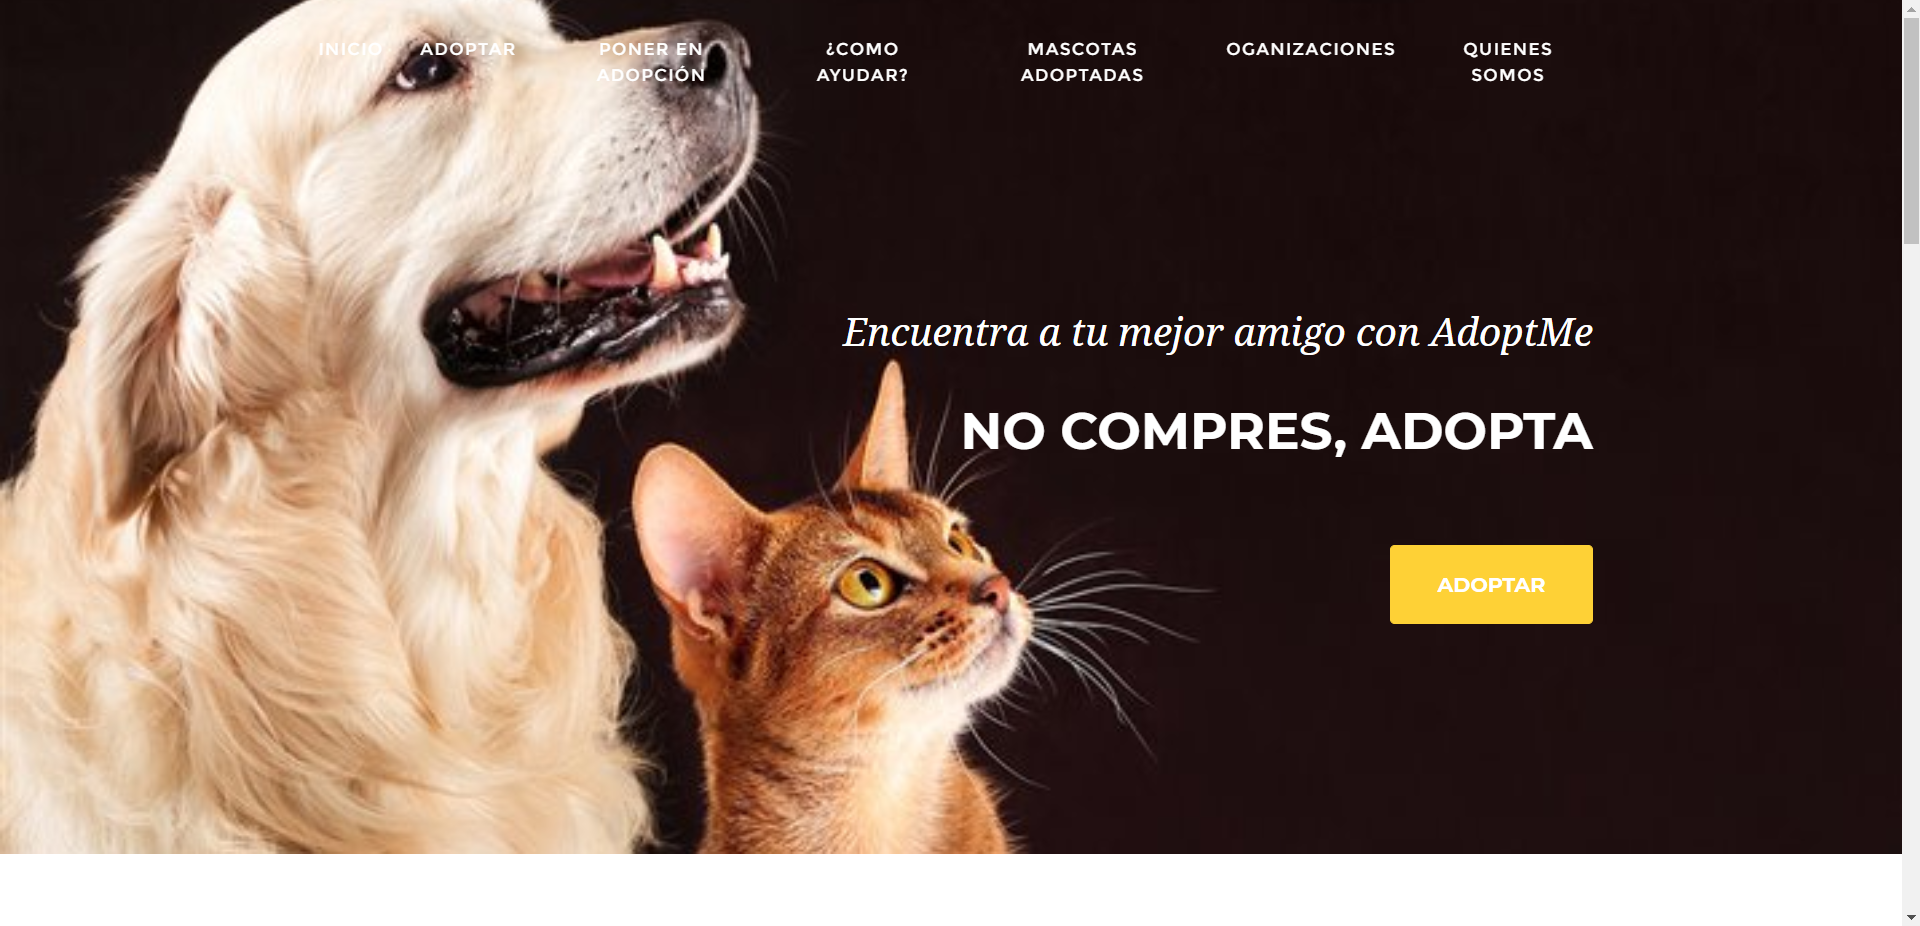 INICIO ADOPTAR PONER EN ADOPCIÓN ¿COMO AYUDAR? MASCOTAS ADOPTADAS OGANIZACIONES QUIENES SOMOS
Encuentra a tu mejor amigo con AdoptMe
NO COMPRES, ADOPTA
ADOPTAR